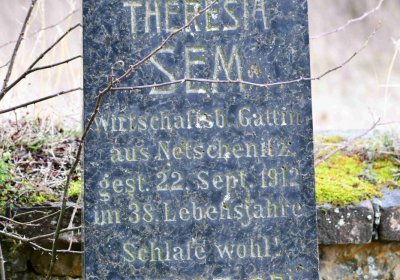 THERESIA
SEM
Wirtschaftsb. Gattin
aus Netschenitz.
gest. 22. Sept. 1912
im 38. Lebensjahre
Schlafe wohl!